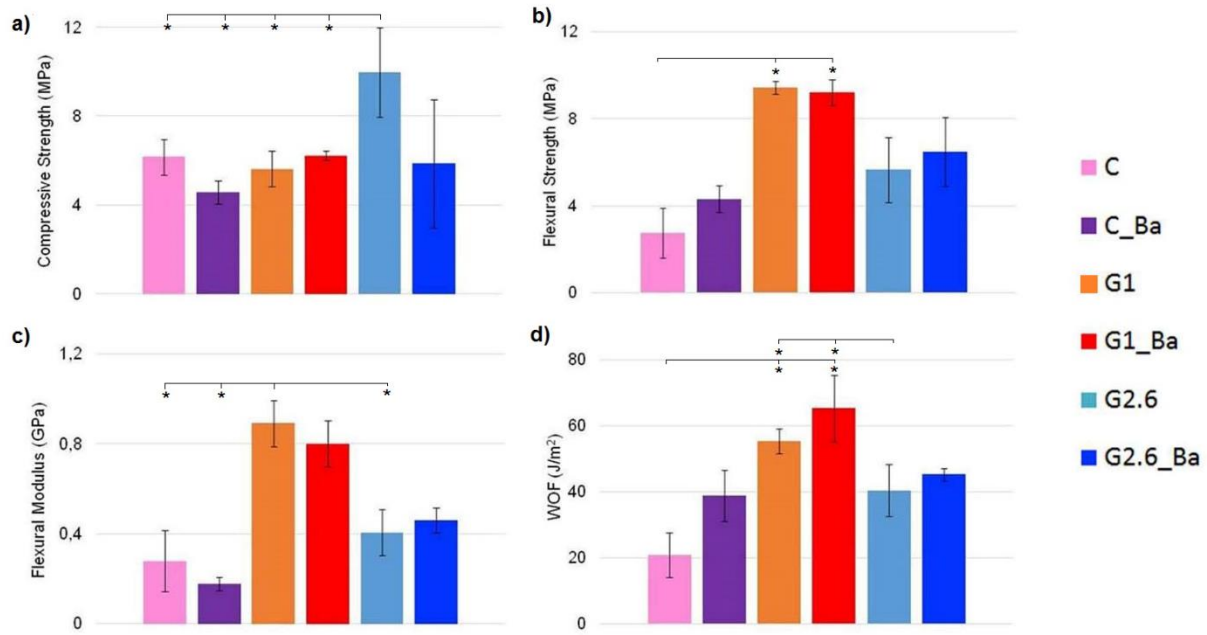 a)
Compressive Strength (MPa)
12
8
4
0
* * * *
b)
Flexural Strength (MPa)
12
8
4
0
* *
c)
Flexural Modulus (GPa)
1,2
0,8
0,4
0
* * *
d)
WOF (J/m²)
80
60
40
20
0
* *
* *
C
C_Ba
G1
G1_Ba
G2.6
G2.6_Ba